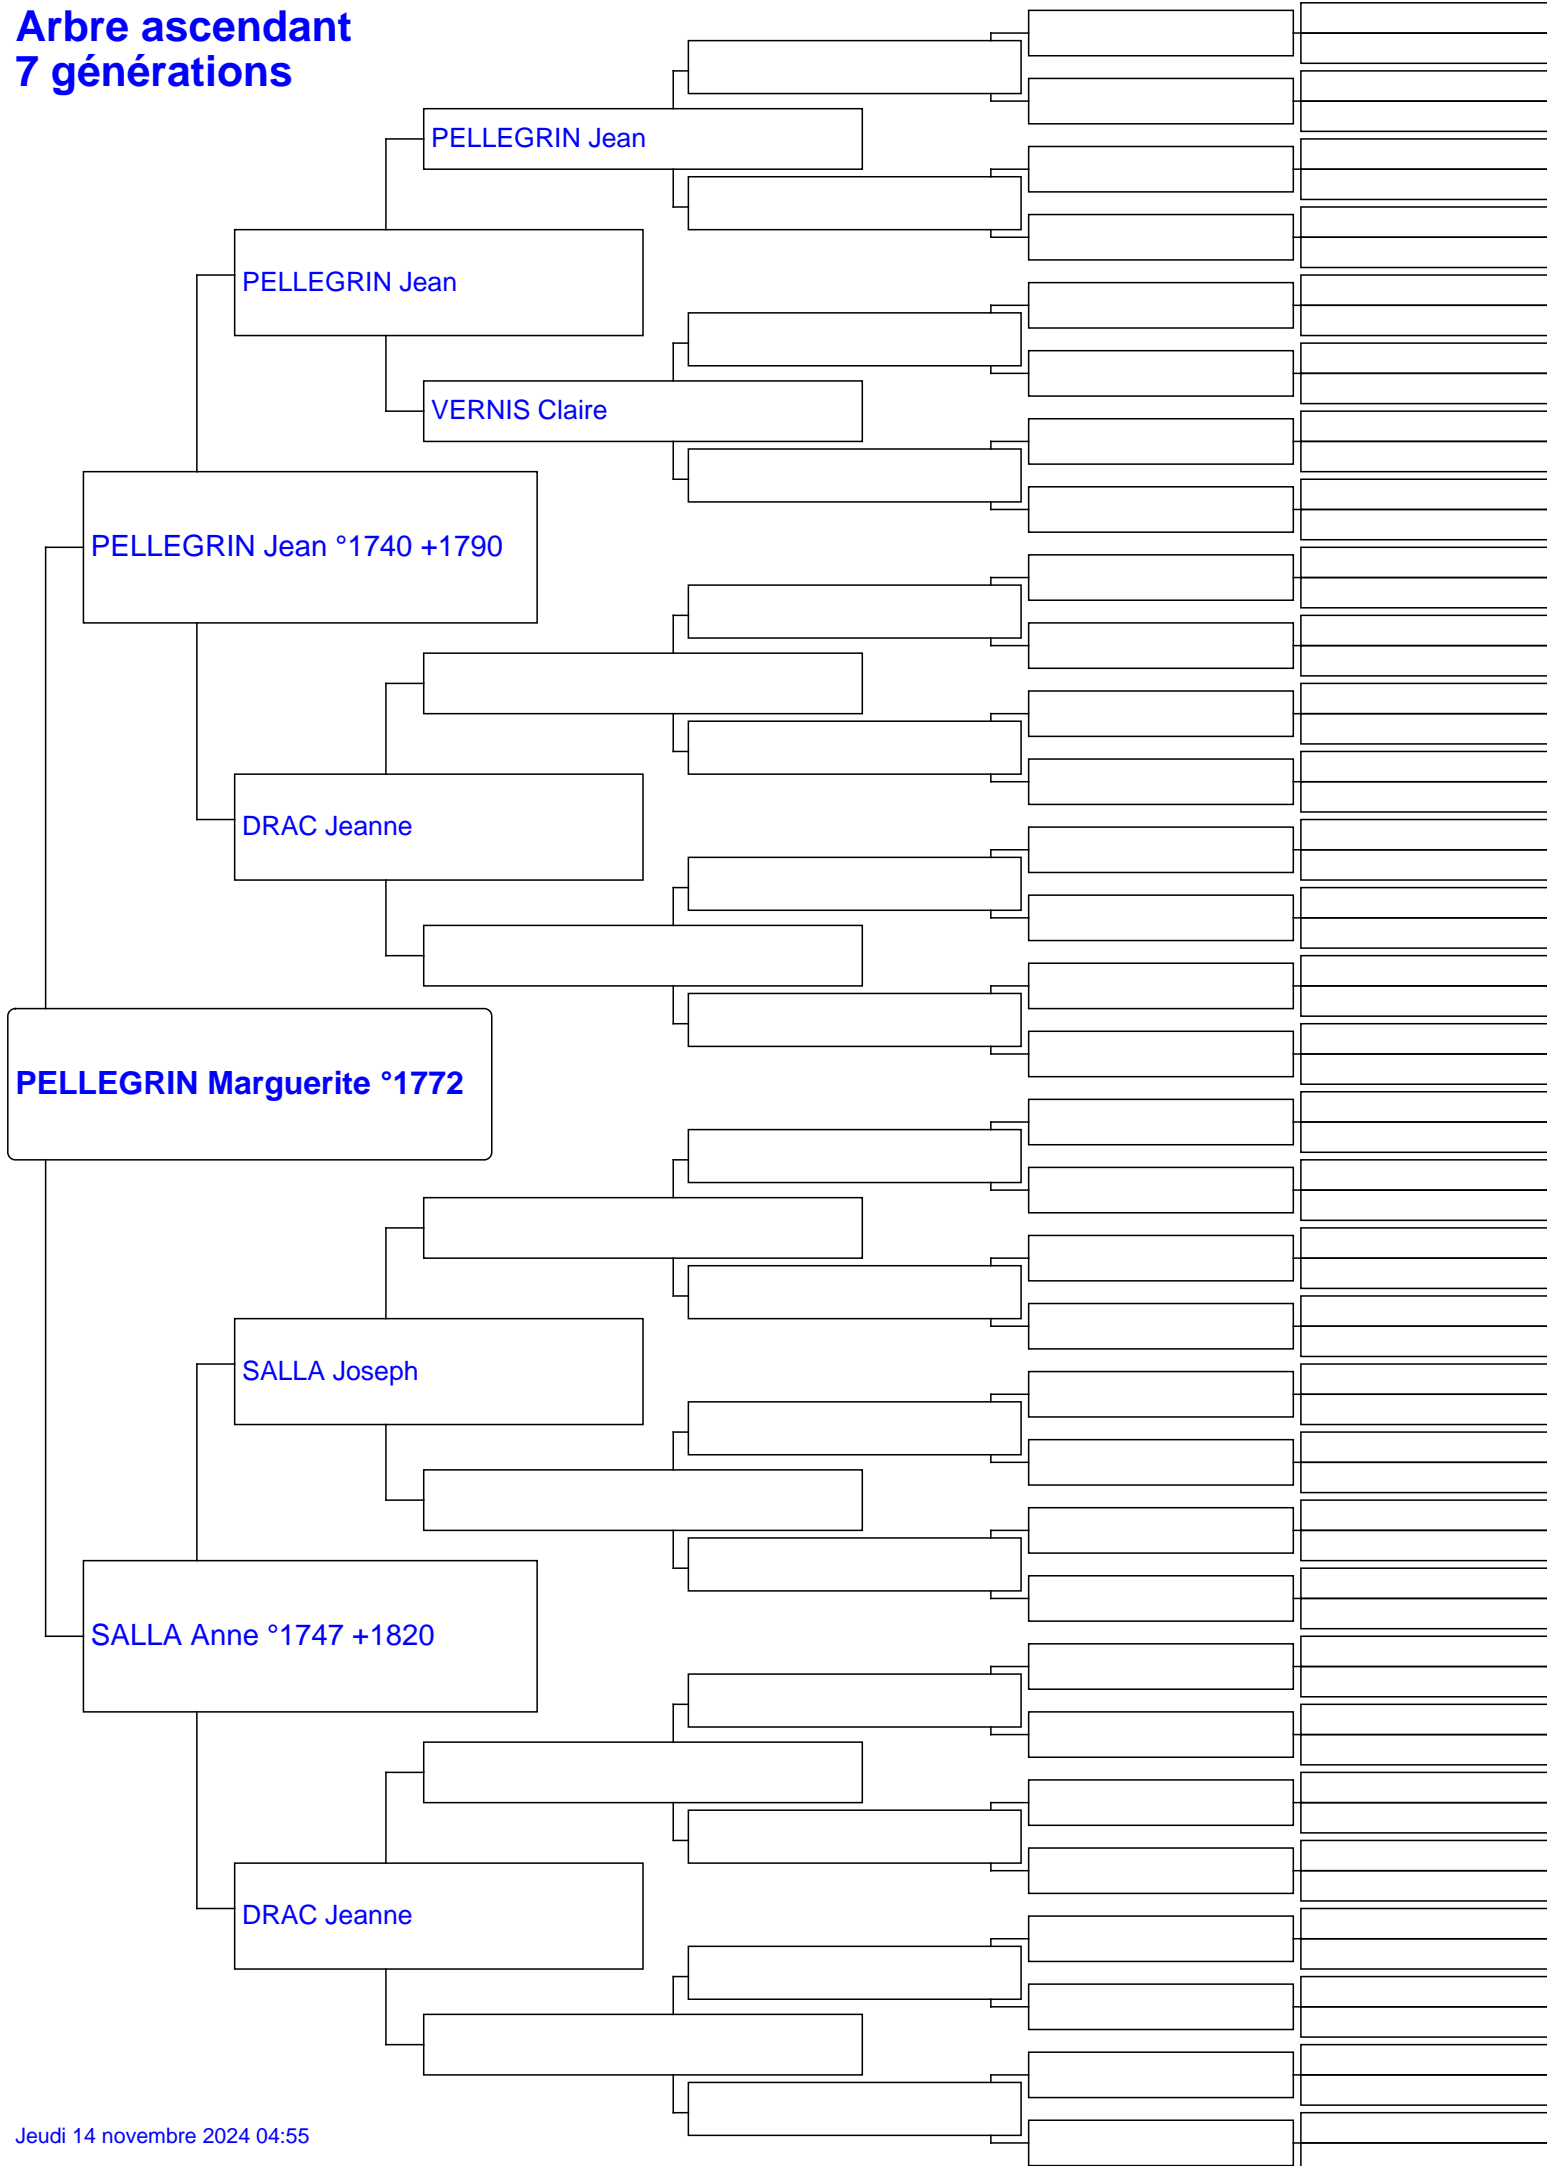 Arbre ascendant
7 générations
PELLEGRIN Jean
PELLEGRIN Jean
VERNIS Claire
PELLEGRIN Jean °1740 +1790
DRAC Jeanne
PELLEGRIN Marguerite °1772
SALLA Joseph
SALLA Anne °1747 +1820
DRAC Jeanne
Jeudi 14 novembre 2024 04:55